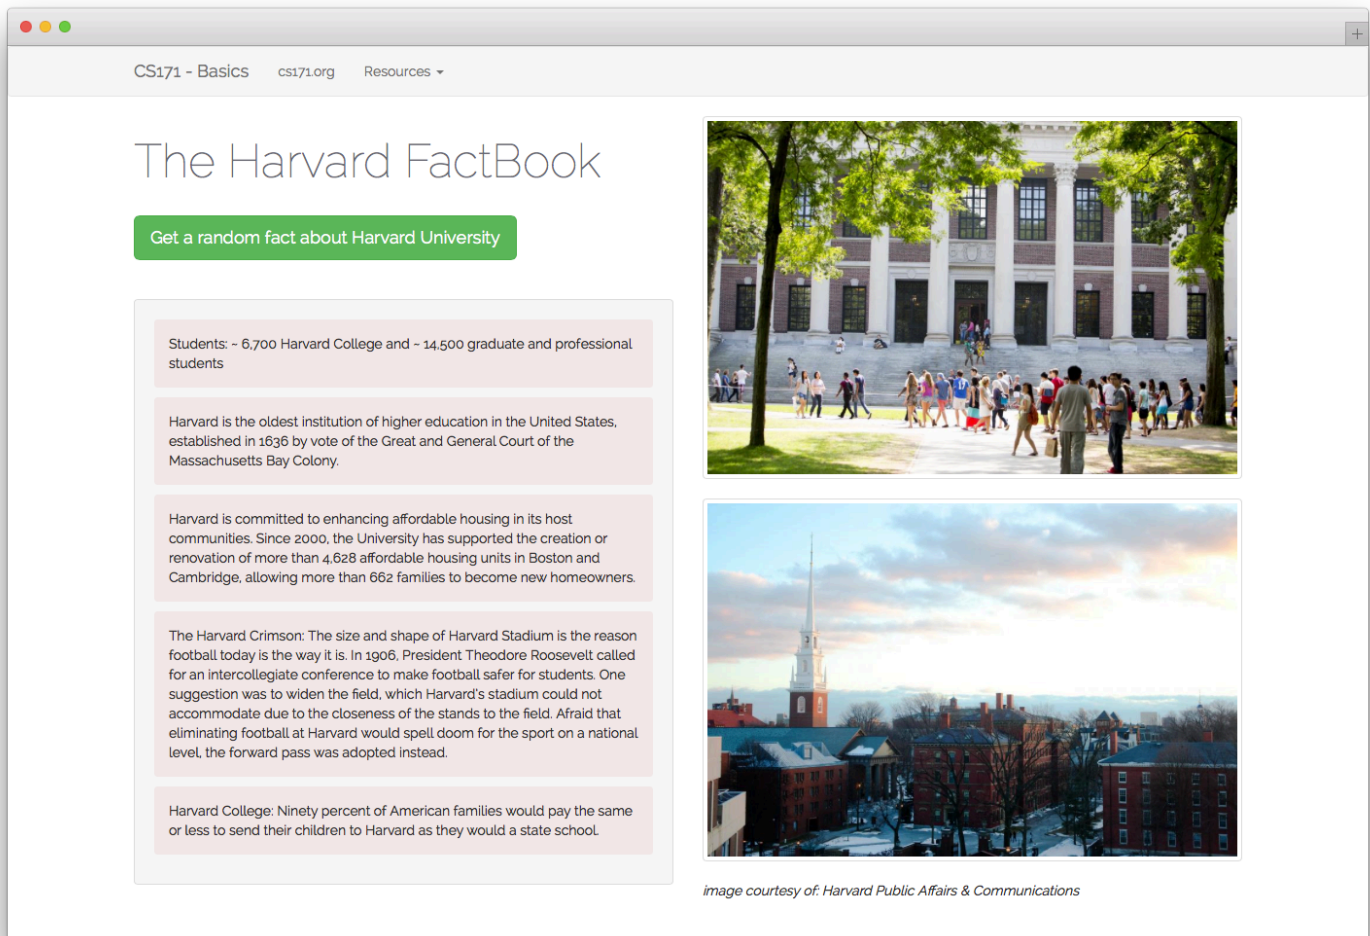 CS171 - Basics
cs171.org
Resources
The Harvard FactBook
Get a random fact about Harvard University
Students: ~ 6,700 Harvard College and ~ 14,500 graduate and professional
students
Harvard is the oldest institution of higher education in the United States,
established in 1636 by vote of the Great and General Court of the
Massachusetts Bay Colony.
Harvard is committed to enhancing affordable housing in its host
communities. Since 2000, the University has supported the creation or
renovation of more than 4,628 affordable housing units in Boston and
Cambridge, allowing more than 662 families to become new homeowners.
The Harvard Crimson: The size and shape of Harvard Stadium is the reason
football today is the way it is. In 1906, President Theodore Roosevelt called
for an intercollegiate conference to make football safer for students. One
suggestion was to widen the field, which Harvard's stadium could not
accommodate due to the closeness of the stands to the field. Afraid that
eliminating football at Harvard would spell doom for the sport on a national
level, the forward pass was adopted instead.
Harvard College: Ninety percent of American families would pay the same
or less to send their children to Harvard as they would a state school.
image courtesy of: Harvard Public Affairs & Communications